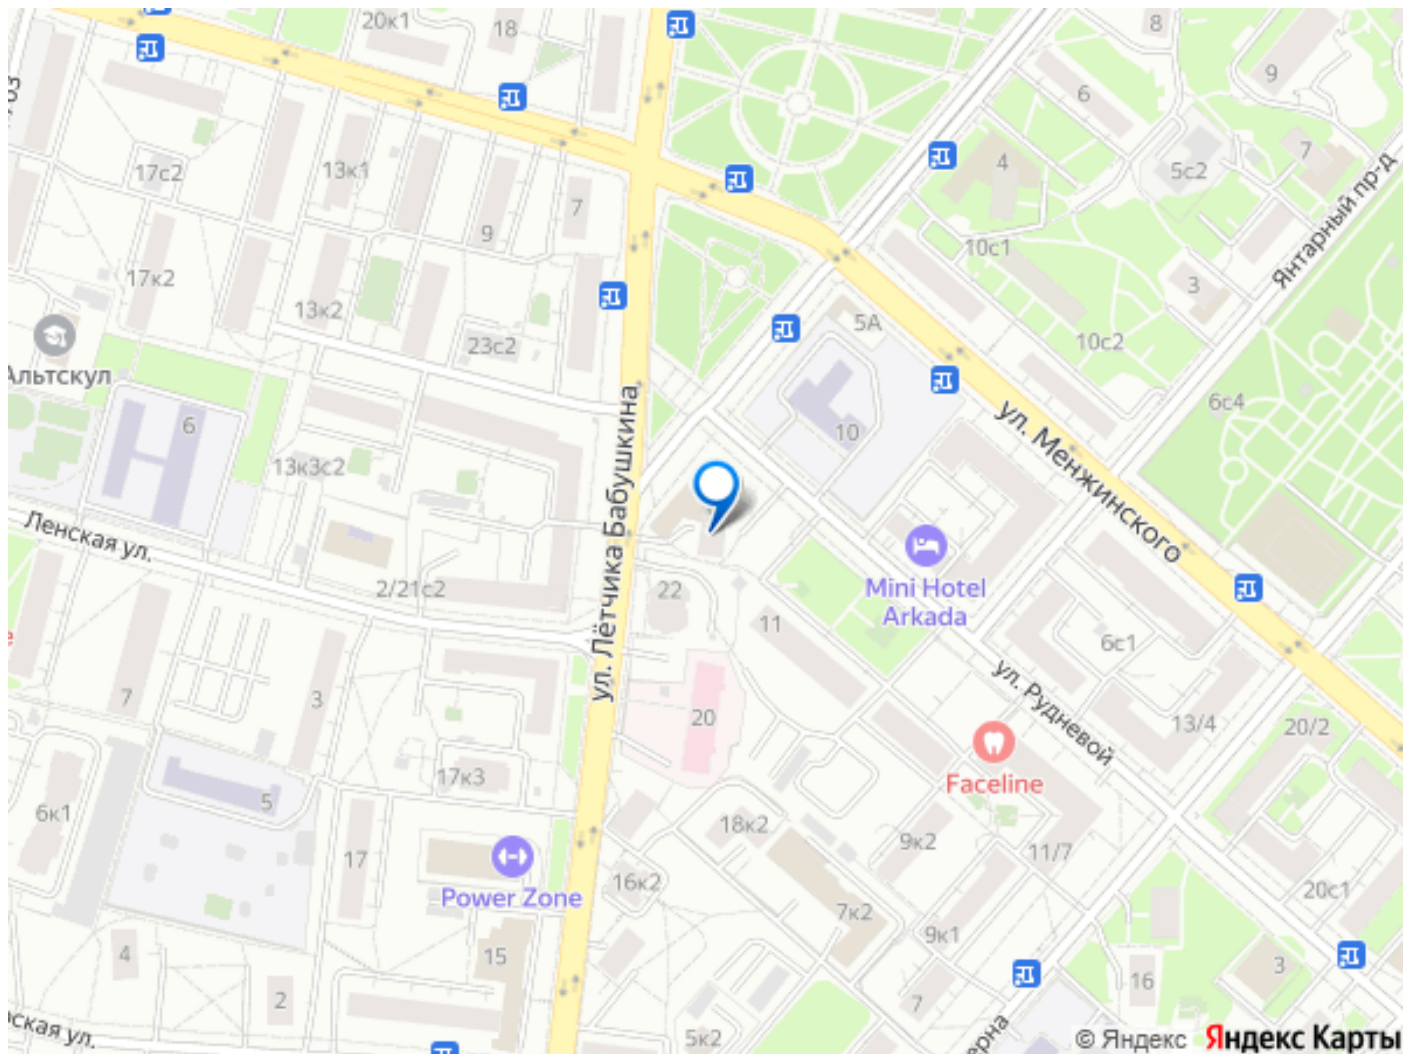 20к1
18
8
9
6
7
4
5с2
17с2
13к1
7
9
Янтарный пр-д
10с1
17к2
13к2
3
5А
23с2
10с2
Альтскул
6с4
ул. Менжинского
6
10
13к3с2
ул. Лётчика Бабушкина
Ленская ул.
Mini Hotel
Arkada
2/21с2
22
11
6с1
ул. Рудневой
7
3
20
13/4
20/2
17к3
Faceline
5
6к1
18к2
9к2
11/7
17
Power Zone
16к2
20с1
7к2
9к1
4
15
3
16
2
7
5к2
© Яндекс
Яндекс Карты